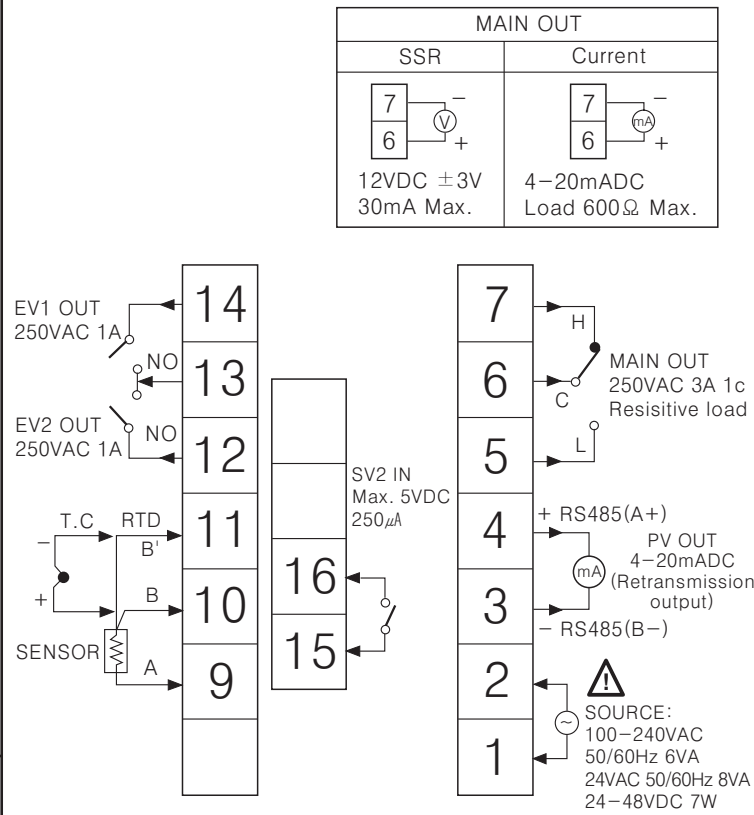 MAIN OUT
SSR
Current
7
−
V
6
+
7
−
mA
6
+
12VDC ±3V
30mA Max.
4−20mADC
Load 600Ω Max.
EV1 OUT
250VAC 1A
NO
EV2 OUT
250VAC 1A
NO
14
13
12
11
10
9
T.C
RTD
−
B'
+
B
SENSOR
A
SV2 IN
Max. 5VDC
250㎂
16
15
7
6
5
4
3
2
1
H
C
L
MAIN OUT
250VAC 3A 1c
Resisitive load
+ RS485(A+)
PV OUT
4−20mADC
(Retransmission
output)
mA
− RS485(B−)
!
~
SOURCE:
100−240VAC
50/60Hz 6VA
24VAC 50/60Hz 8VA
24−48VDC 7W